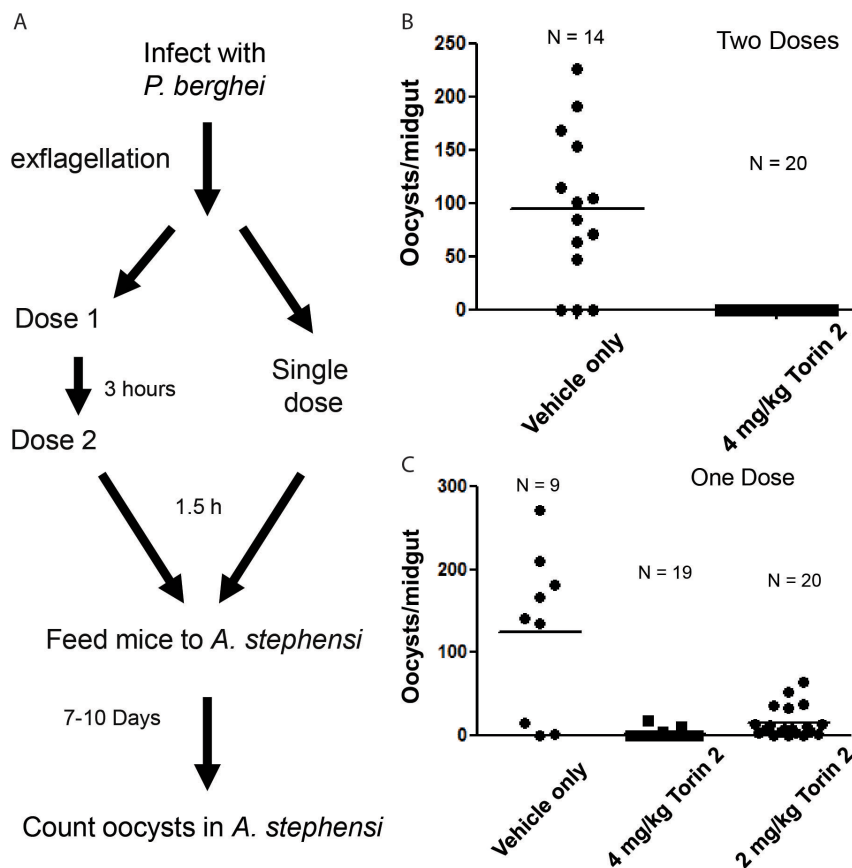 A
Infect with
P. berghei
exflagellation
Dose 1
3 hours
Dose 2
Single
dose
1.5 h
Feed mice to A. stephensi
7-10 Days
Count oocysts in A. stephensi
B
Two Doses
Oocysts/midgut
250
200
150
100
50
0
N = 14
N = 20
Vehicle only
4 mg/kg Torin 2
C
One Dose
Oocysts/midgut
300
200
100
0
N = 9
N = 19
N = 20
Vehicle only
4 mg/kg Torin 2
2 mg/kg Torin 2